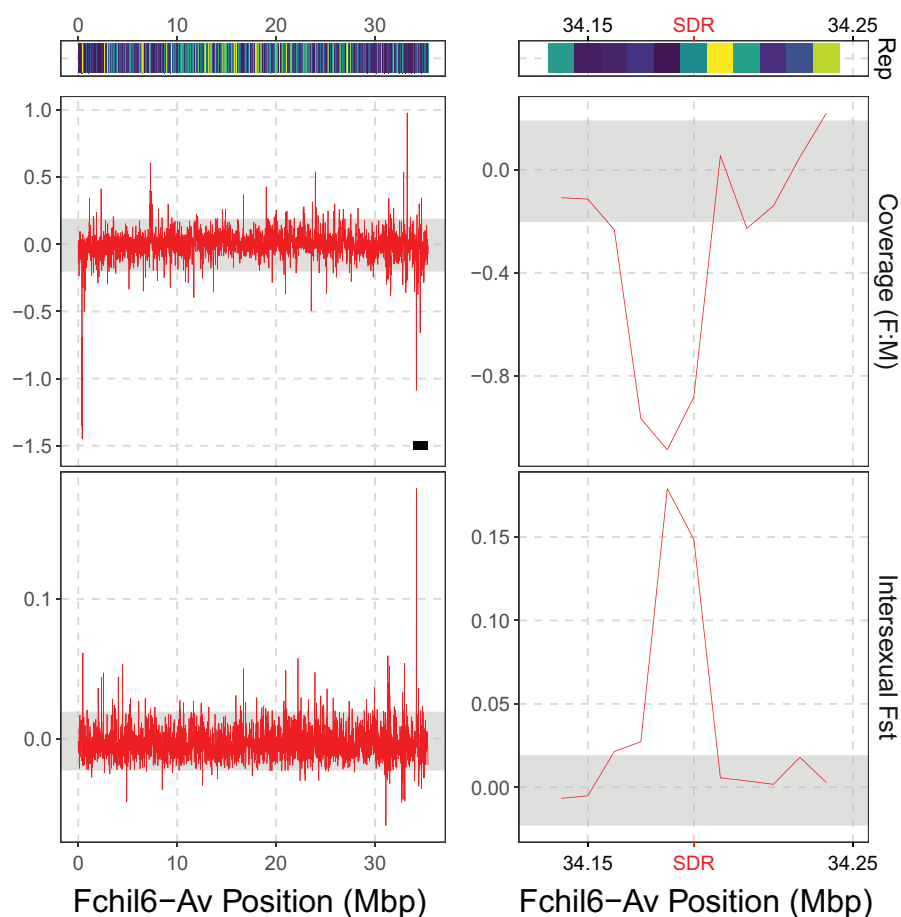 0 10 20 30
34.15 SDR 34.25
Rep
1.0
0.5
0.0
−0.5
−1.0
−1.5
0.0
−0.4
−0.8
Coverage (F:M)
0.1
0.0
0.15
0.10
0.05
0.00
Intersexual Fst
0 10 20 30
34.15 SDR 34.25
Fchil6−Av Position (Mbp)
Fchil6−Av Position (Mbp)